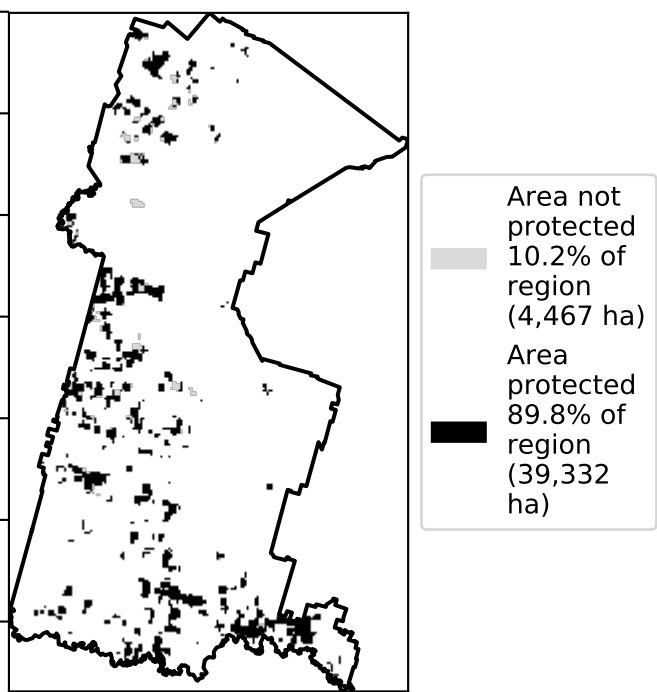 Area not
protected
10.2% of
region
(4,467 ha)
Area
protected
89.8% of
region
(39,332
ha)